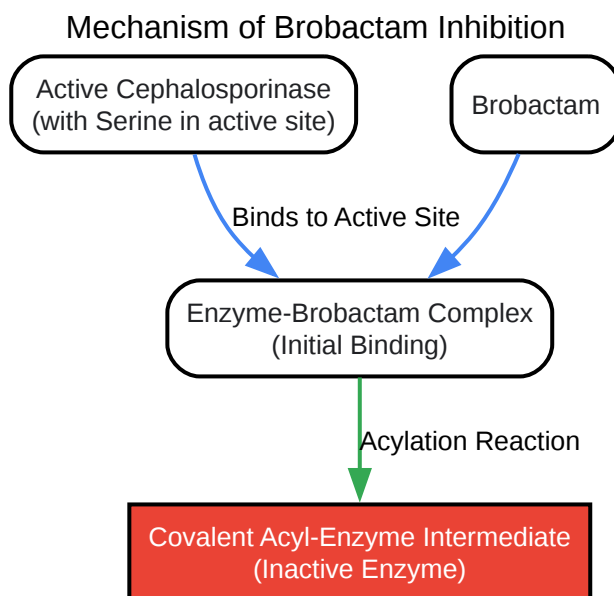 Mechanism of Brobactam Inhibition
Active Cephalosporinase
(with Serine in active site)
Brobactam
Binds to Active Site
Enzyme-Brobactam Complex
(Initial Binding)
Acylation Reaction
Covalent Acyl-Enzyme Intermediate
(Inactive Enzyme)